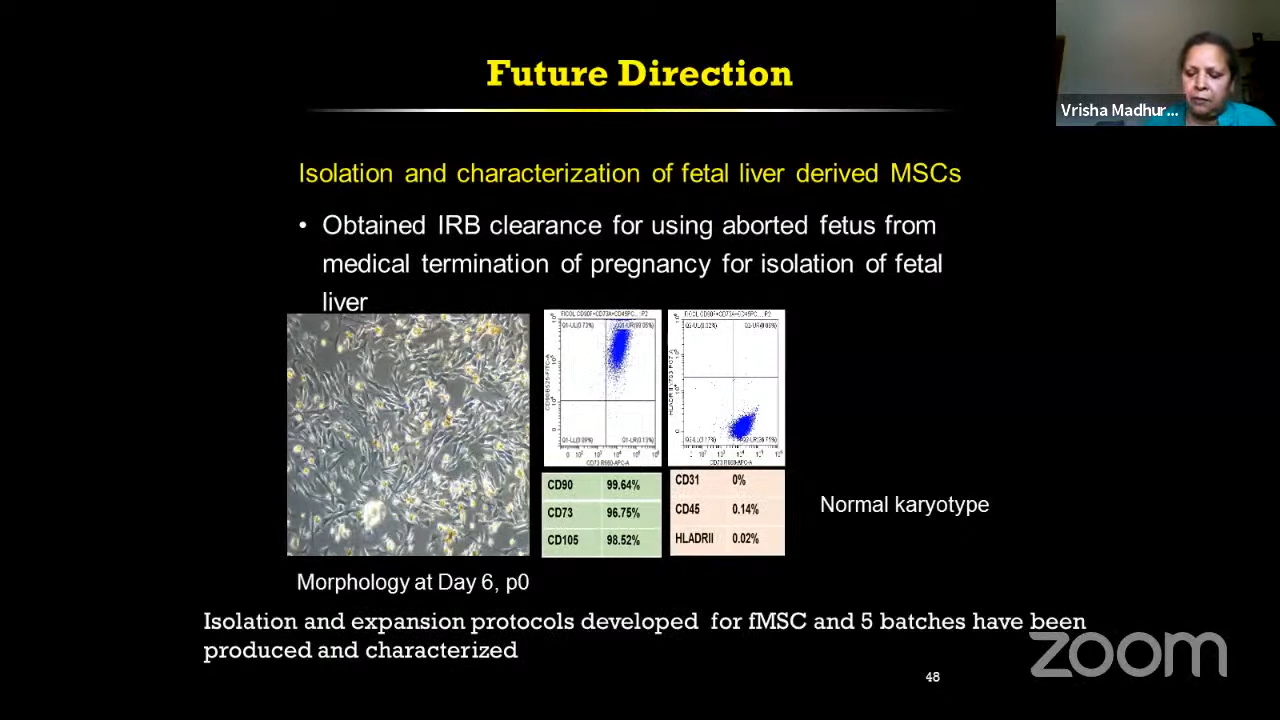 Future Direction
Vrisha Madhur...
Isolation and characterization of fetal liver derived MSCs
• Obtained IRB clearance for using aborted fetus from
medical termination of pregnancy for isolation of fetal
liver
CD90 99.64%
CD73 96.75%
CD105 98.52%
CD31 0%
CD45 0.14%
HLADRII 0.02%
Normal karyotype
Morphology at Day 6, p0
Isolation and expansion protocols developed for fMSC and 5 batches have been
produced and characterized
zoom
48